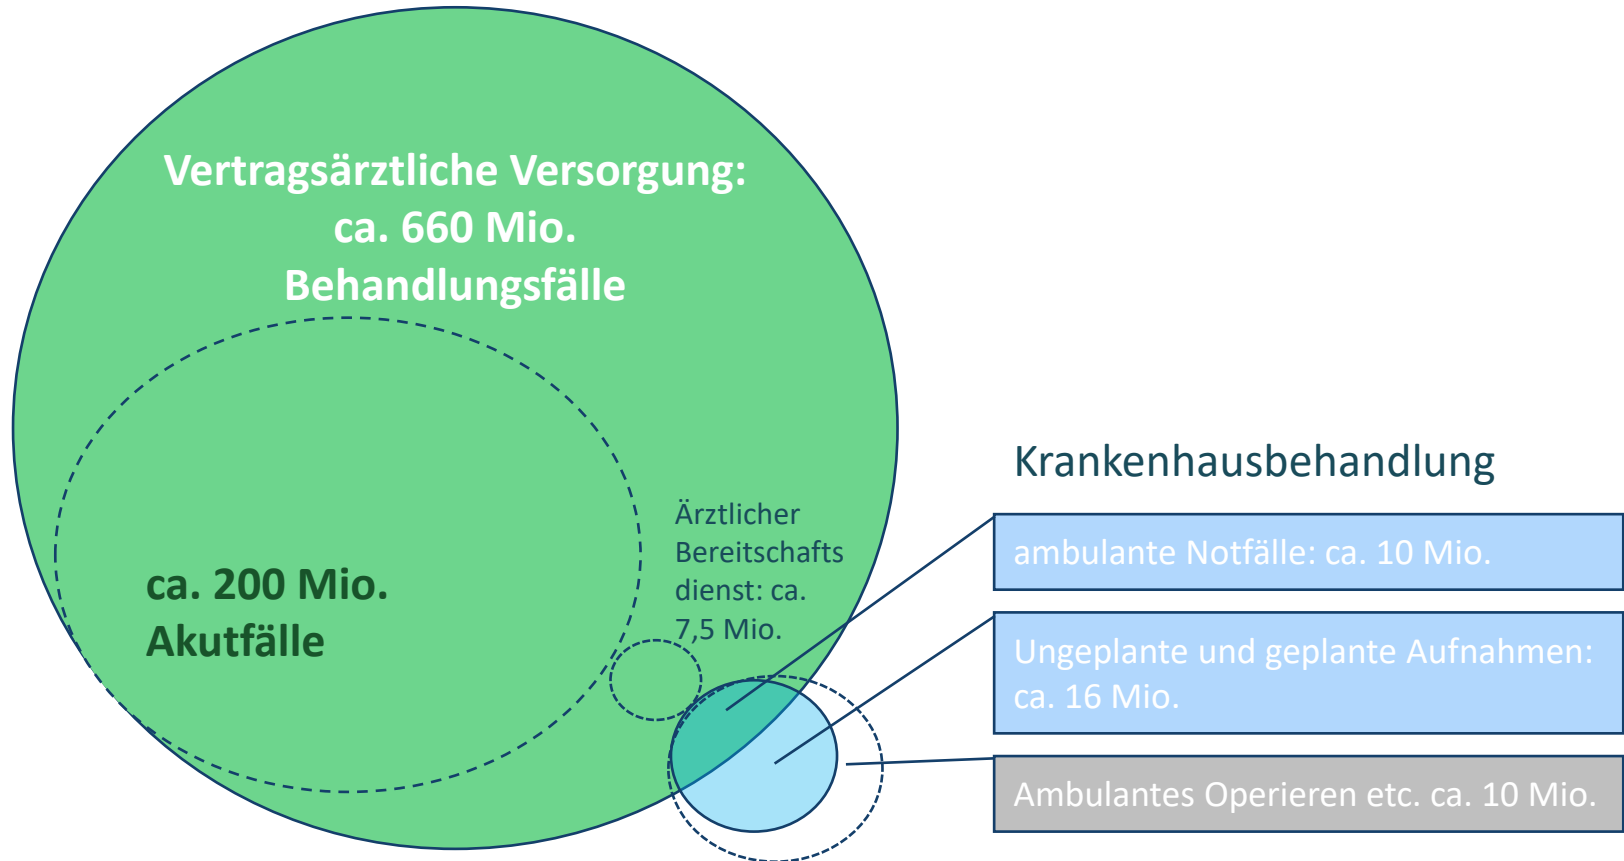 Vertragsärztliche Versorgung:
ca. 660 Mio.
Behandlungsfälle
ca. 200 Mio.
Akutfälle
Ärztlicher
Bereitschafts
dienst: ca.
7,5 Mio.
Krankenhausbehandlung
ambulante Notfälle: ca. 10 Mio.
Ungeplante und geplante Aufnahmen:
ca. 16 Mio.
Ambulantes Operieren etc. ca. 10 Mio.